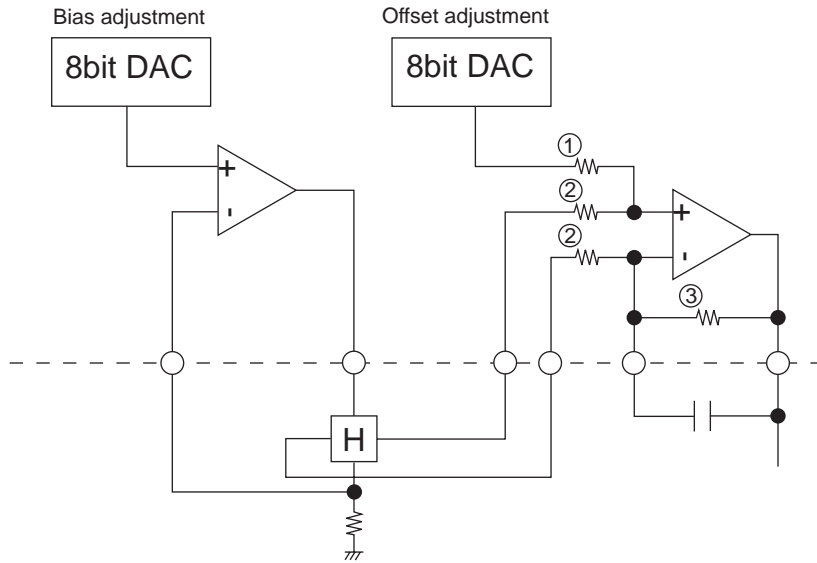 Bias adjustment
8bit DAC
Offset adjustment
8bit DAC
①
②
②
③
+
-
+
-
H